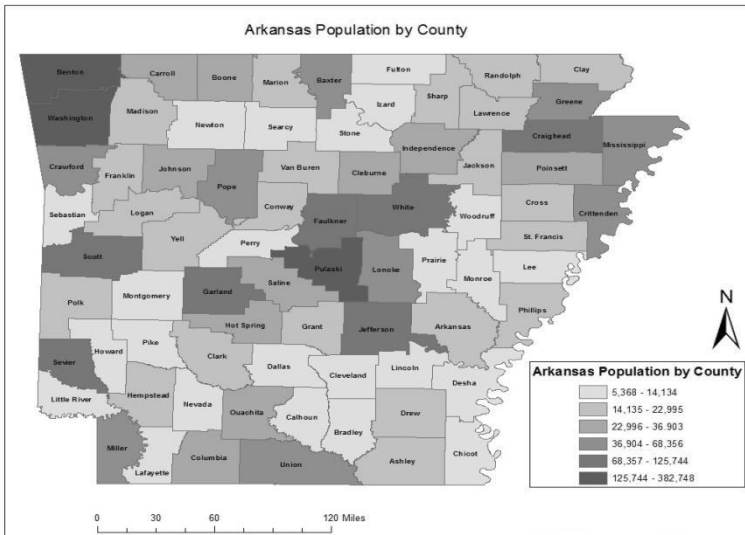 Arkansas Population by County
Benton
Carroll
Boone
Marion
Baxter
Fulton
Randolph
Clay
Sharp
Izard
Greene
Washington
Madison
Newton
Searcy
Stone
Lawrence
Independence
Craighead
Mississippi
Crawford
Franklin
Johnson
Pope
Van Buren
Cleburne
Jackson
Poinsett
Sebastian
Logan
Conway
Faulkner
White
Woodruff
Cross
Crittenden
Yell
Perry
St. Francis
Scott
Pulaski
Lonoke
Prairie
Monroe
Lee
Polk
Montgomery
Garland
Saline
Phillips
Hot Spring
Grant
Jefferson
Arkansas
N
Sevier
Howard
Pike
Clark
Dallas
Cleveland
Lincoln
Desha
Little River
Hempstead
Nevada
Ouachita
Calhoun
Bradley
Drew
Miller
Lafayette
Columbia
Union
Ashley
Chicot
Arkansas Population by County
5,368 - 14,134
14,135 - 22,995
22,996 - 36.903
36,904 - 68,356
68,357 - 125,744
125,744 - 382,748
0 30 60 120 Miles